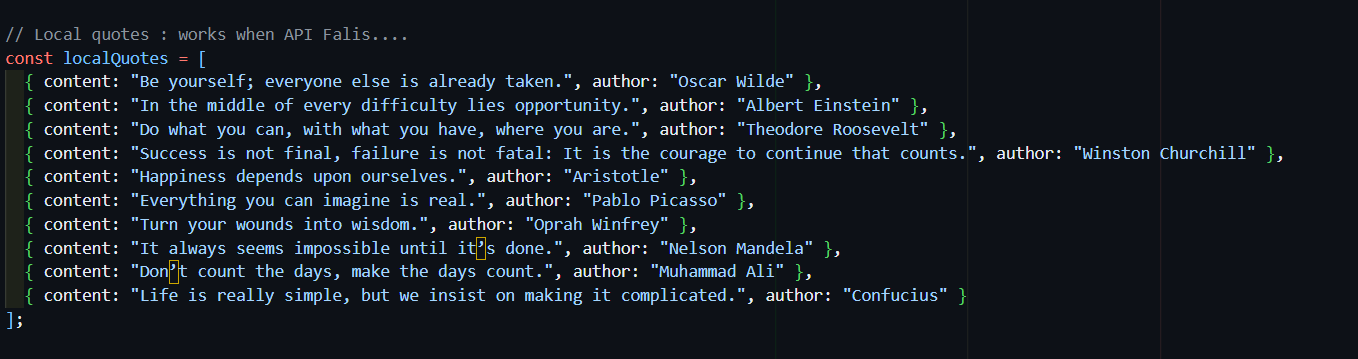 // Local quotes : works when API Falis....
const localQuotes = [
  { content: "Be yourself; everyone else is already taken.", author: "Oscar Wilde" },
  { content: "In the middle of every difficulty lies opportunity.", author: "Albert Einstein" },
  { content: "Do what you can, with what you have, where you are.", author: "Theodore Roosevelt" },
  { content: "Success is not final, failure is not fatal: It is the courage to continue that counts.", author: "Winston Churchill" },
  { content: "Happiness depends upon ourselves.", author: "Aristotle" },
  { content: "Everything you can imagine is real.", author: "Pablo Picasso" },
  { content: "Turn your wounds into wisdom.", author: "Oprah Winfrey" },
  { content: "It always seems impossible until it’s done.", author: "Nelson Mandela" },
  { content: "Don’t count the days, make the days count.", author: "Muhammad Ali" },
  { content: "Life is really simple, but we insist on making it complicated.", author: "Confucius" }
];